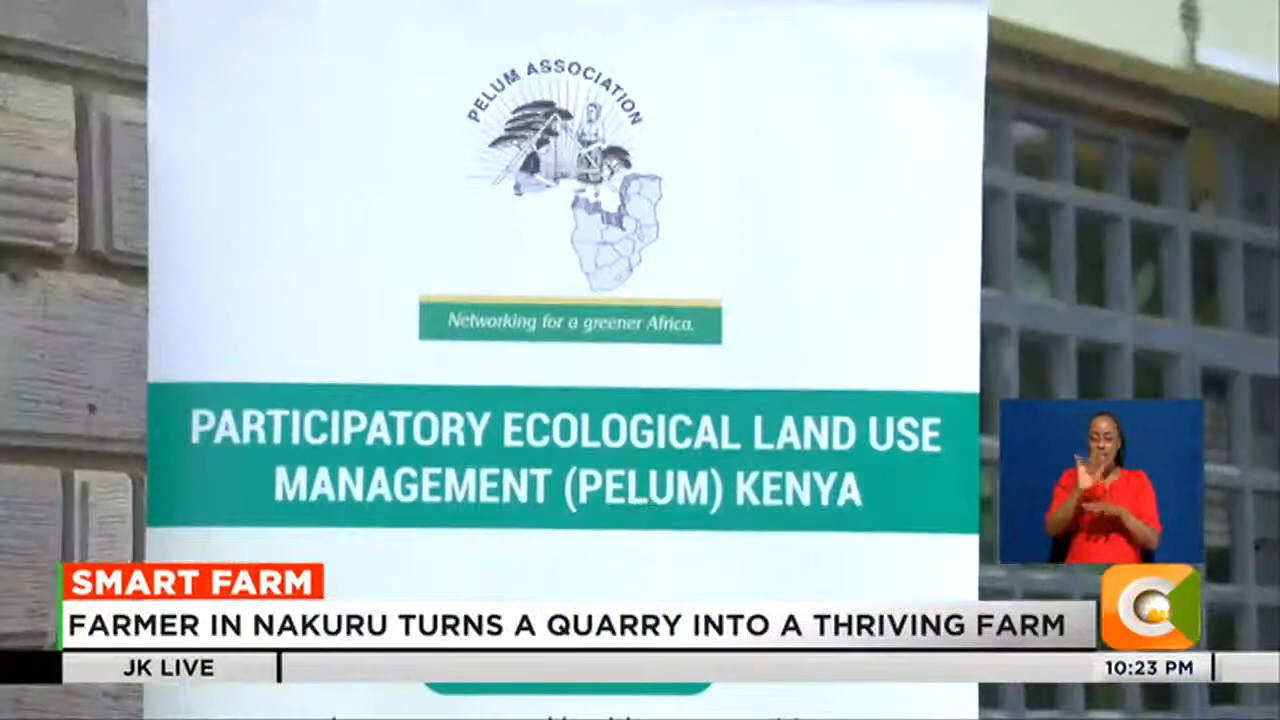 PELUM ASSOCIATION
Networking for a greener Africa.
PARTICIPATORY ECOLOGICAL LAND USE
MANAGEMENT (PELUM) KENYA
SMART FARM
FARMER IN NAKURU TURNS A QUARRY INTO A THRIVING FARM
JK LIVE
10:23 PM